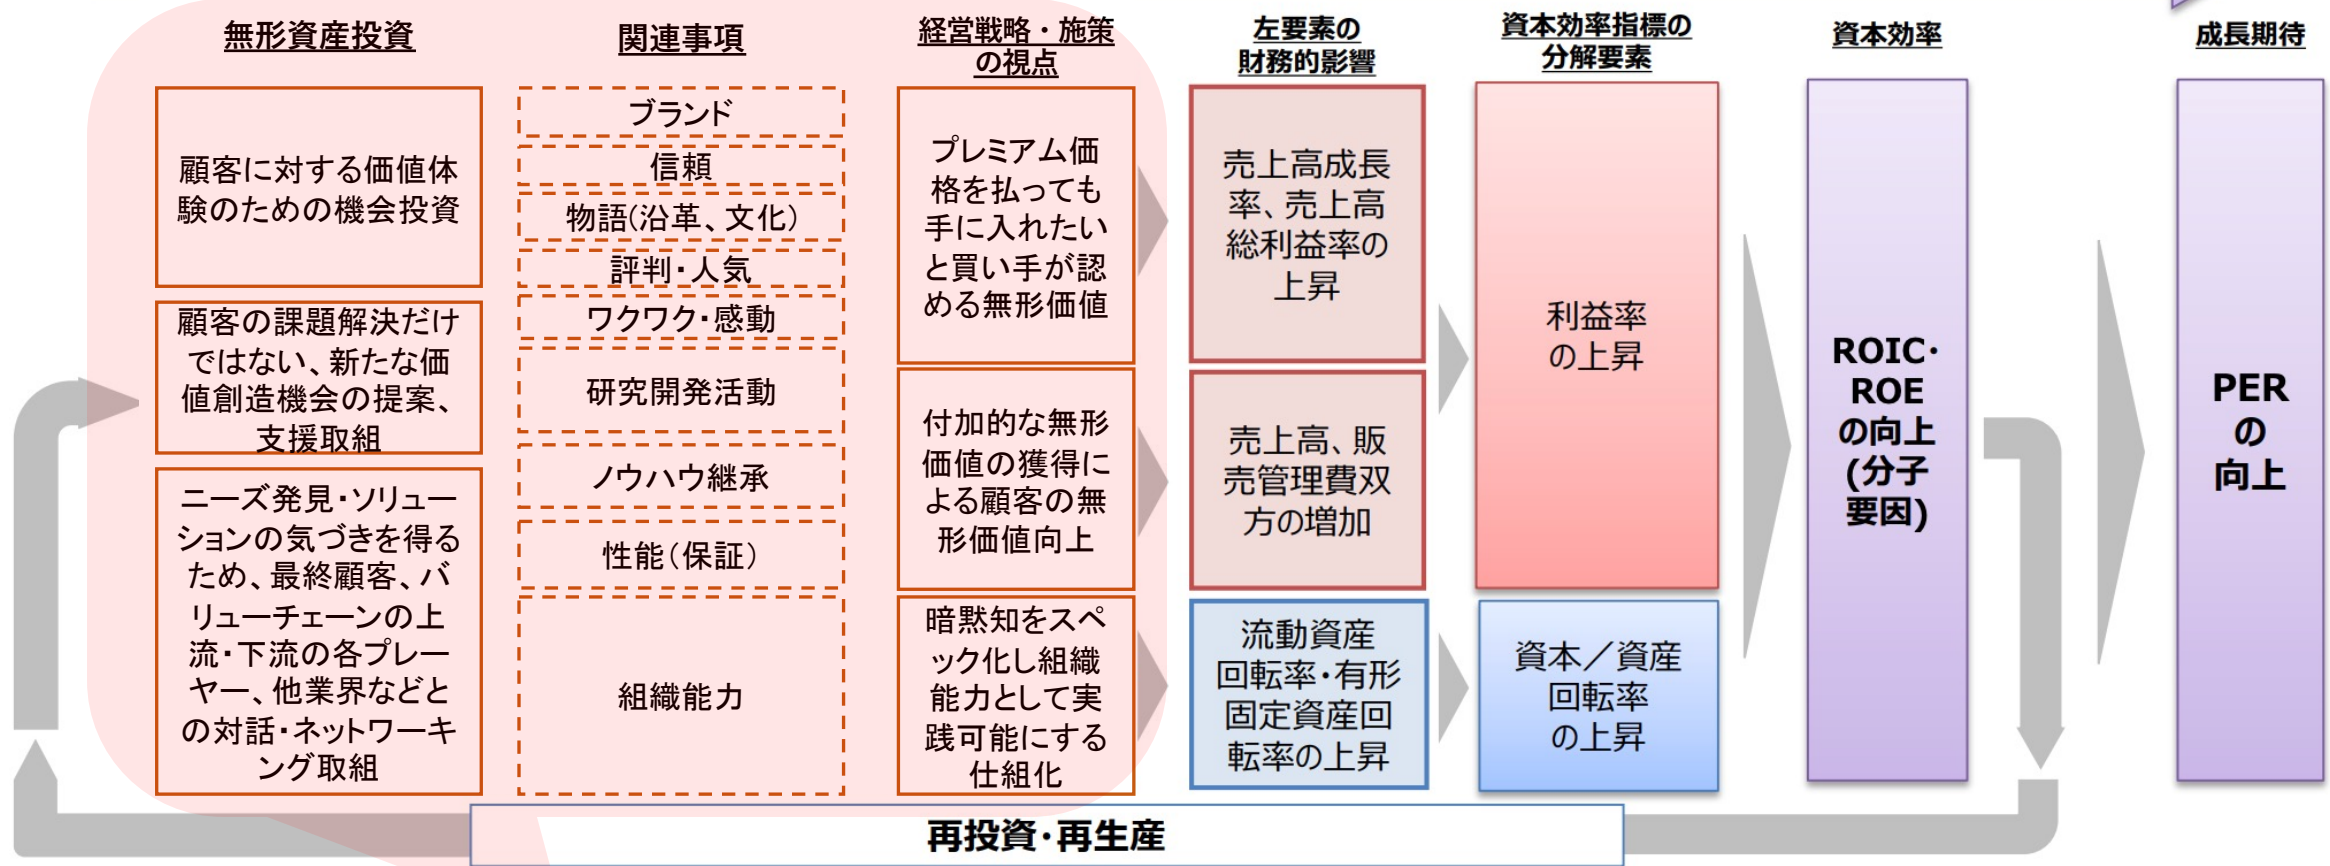 無形資産投資
顧客に対する価値体
験のための機会投資
顧客の課題解決だけ
ではない、新たな価
値創造機会の提案、
支援取組
ニーズ発見・ソリュー
ションの気づきを得る
ため、最終顧客、バ
リューチェーンの上
流・下流の各プレー
ヤー、他業界などと
の対話・ネットワーキ
ング取組
関連事項
ブランド
信頼
物語(沿革、文化)
評判・人気
ワクワク・感動
研究開発活動
ノウハウ継承
性能(保証)
組織能力
経営戦略・施策
の視点
プレミアム価
格を払っても
手に入れたい
と買い手が認
める無形価値
付加的な無形
価値の獲得に
よる顧客の無
形価値向上
暗黙知をスペ
ック化し組織
能力として実
践可能にする
仕組化
左要素の
財務的影響
売上高成長
率、売上高
総利益率の
上昇
売上高、販
売管理費双
方の増加
流動資産
回転率・有形
固定資産回
転率の上昇
資本効率指標の
分解要素
利益率
の上昇
資本／資産
回転率
の上昇
資本効率
ROIC・
ROE
の向上
(分子
要因)
成長期待
PER
の
向上
再投資・再生産